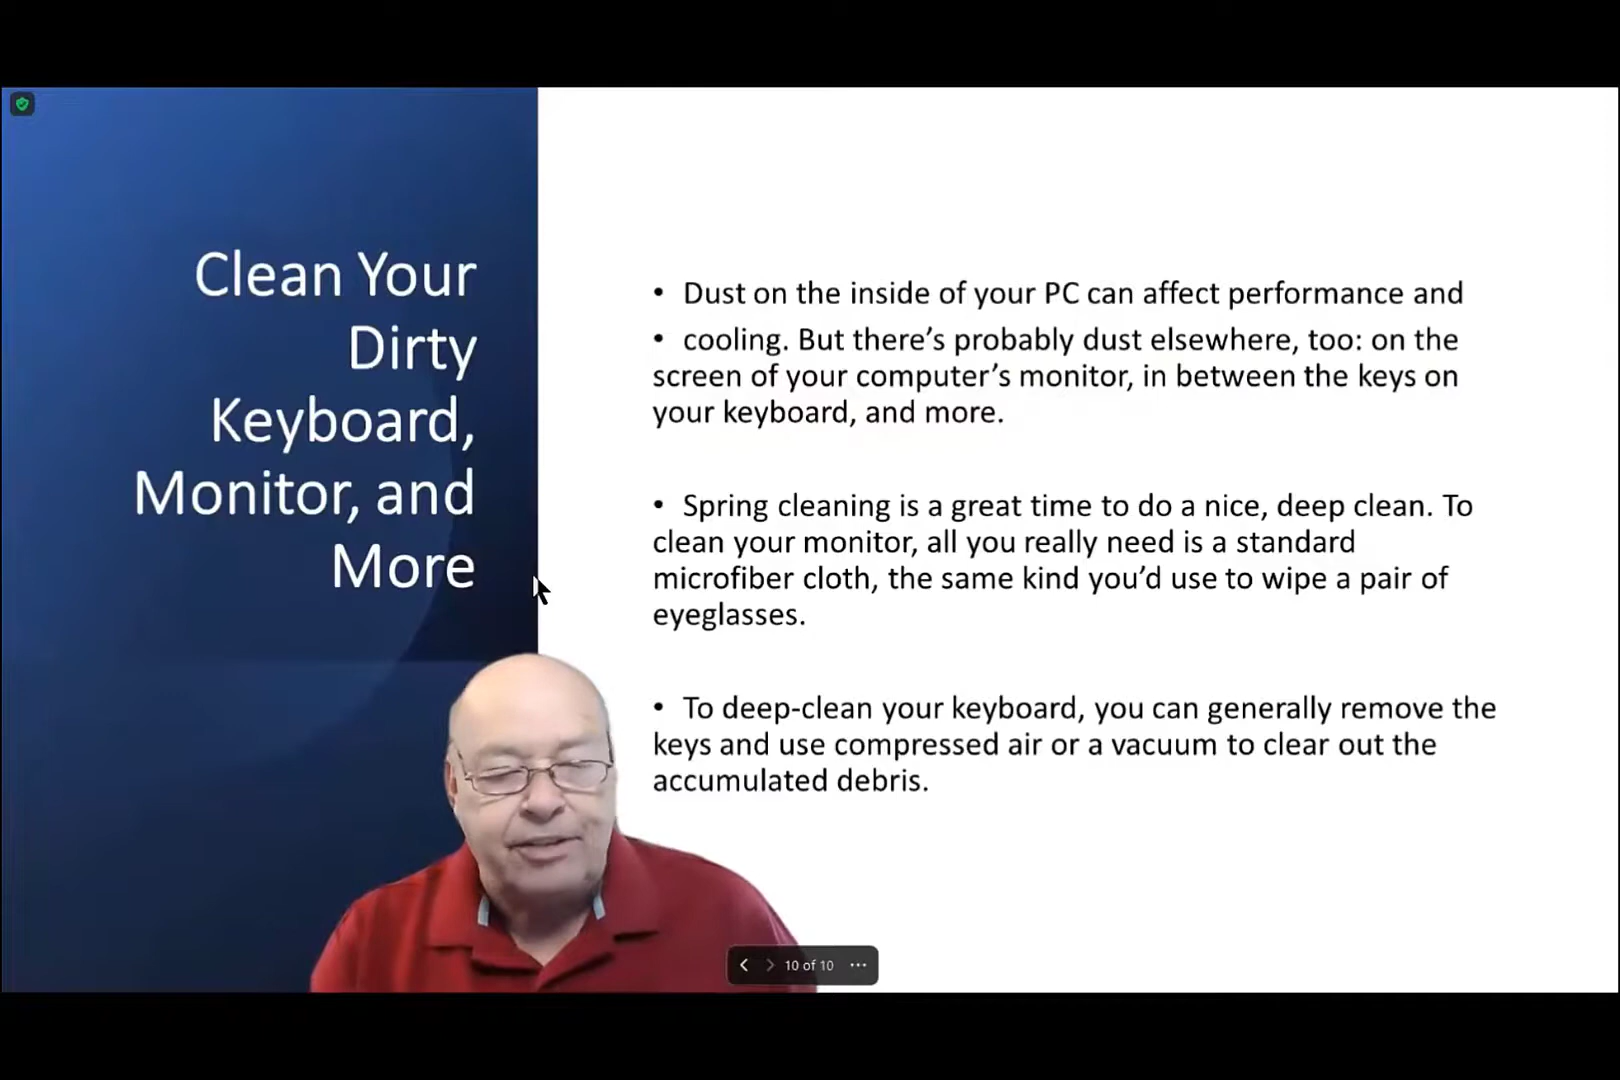 Clean Your
Dirty
Keyboard,
Monitor, and
More
• Dust on the inside of your PC can affect performance and
• cooling. But there’s probably dust elsewhere, too: on the
screen of your computer’s monitor, in between the keys on
your keyboard, and more.
• Spring cleaning is a great time to do a nice, deep clean. To
clean your monitor, all you really need is a standard
microfiber cloth, the same kind you’d use to wipe a pair of
eyeglasses.
• To deep-clean your keyboard, you can generally remove the
keys and use compressed air or a vacuum to clear out the
accumulated debris.
10 of 10